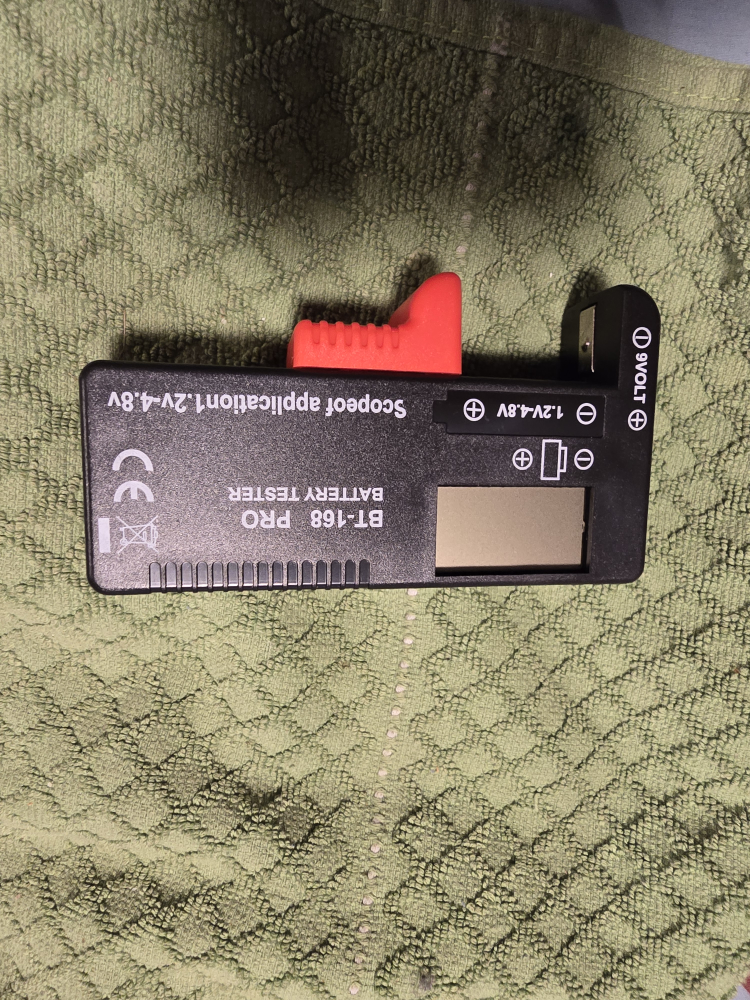 BT-168 PRO
BATTERY TESTER
Scopeof application1.2v-4.8v
⊖ 1.2V-4.8V ⊕
⊖ 9VOLT ⊕
CE